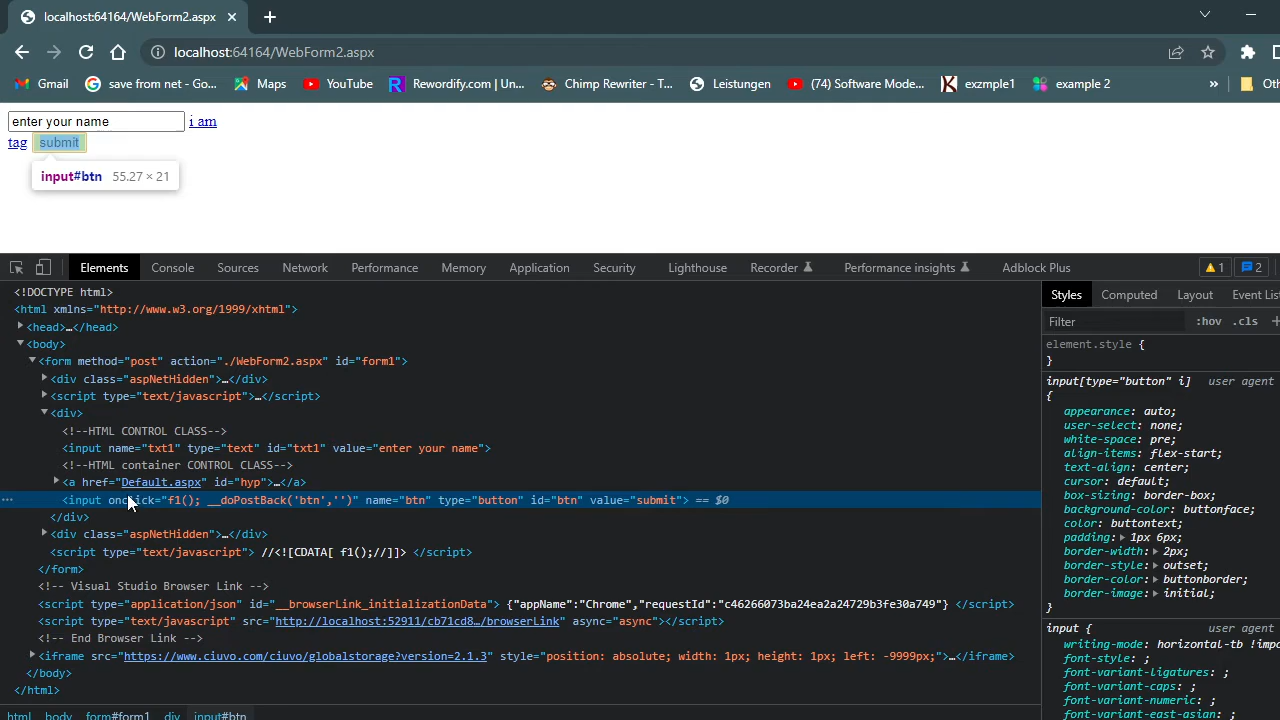 localhost:64164/WebForm2.aspx
localhost:64164/WebForm2.aspx
Gmail save from net - Go... Maps YouTube Rewordify.com | Un... Chimp Rewriter - T... Leistungen (74) Software Mode... exzmple1 example 2 » Oth
enter your name i am
tag submit
input#btn 55.27 × 21
Elements Console Sources Network Performance Memory Application Security Lighthouse Recorder Performance insights Adblock Plus 1 2
<!DOCTYPE html>
<html xmlns="http://www.w3.org/1999/xhtml">
<head>…</head>
<body>
<form method="post" action="./WebForm2.aspx" id="form1">
<div class="aspNetHidden">…</div>
<script type="text/javascript">…</script>
<div>
<!--HTML CONTROL CLASS-->
<input name="txt1" type="text" id="txt1" value="enter your name">
<!--HTML container CONTROL CLASS-->
<a href="Default.aspx" id="hyp">…</a>
<input onclick="f1(); __doPostBack('btn','')" name="btn" type="button" id="btn" value="submit"> == $0
</div>
<div class="aspNetHidden">…</div>
<script type="text/javascript"> //<![CDATA[ f1();//]]> </script>
</form>
<!-- Visual Studio Browser Link -->
<script type="application/json" id="__browserLink_initializationData"> {"appName":"Chrome","requestId":"c46266073ba24ea2a24729b3fe30a749"} </script>
<script type="text/javascript" src="http://localhost:52911/cb71cd8…/browserLink" async="async"></script>
<!-- End Browser Link -->
<iframe src="https://www.ciuvo.com/ciuvo/globalstorage?version=2.1.3" style="position: absolute; width: 1px; height: 1px; left: -9999px;">…</iframe>
</body>
</html>
html body form#form1 div input#btn
Styles Computed Layout Event List
Filter :hov .cls +
element.style {
}
input[type="button" i] user agent
{
appearance: auto;
user-select: none;
white-space: pre;
align-items: flex-start;
text-align: center;
cursor: default;
box-sizing: border-box;
background-color: buttonface;
color: buttontext;
padding: 1px 6px;
border-width: 2px;
border-style: outset;
border-color: buttonborder;
border-image: initial;
}
input { user agent
writing-mode: horizontal-tb !impo
font-style: ;
font-variant-ligatures: ;
font-variant-caps: ;
font-variant-numeric: ;
font-variant-east-asian: ;